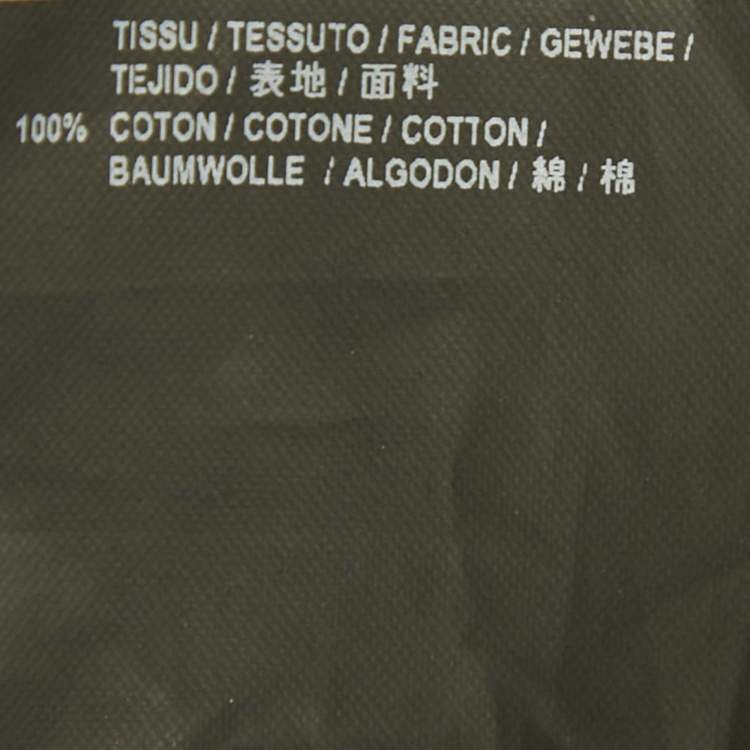 TISSU / TESSUTO / FABRIC / GEWEBE /
TEJIDO / 表地 / 面料
100% COTON / COTONE / COTTON /
BAUMWOLLE / ALGODON / 綿 / 棉